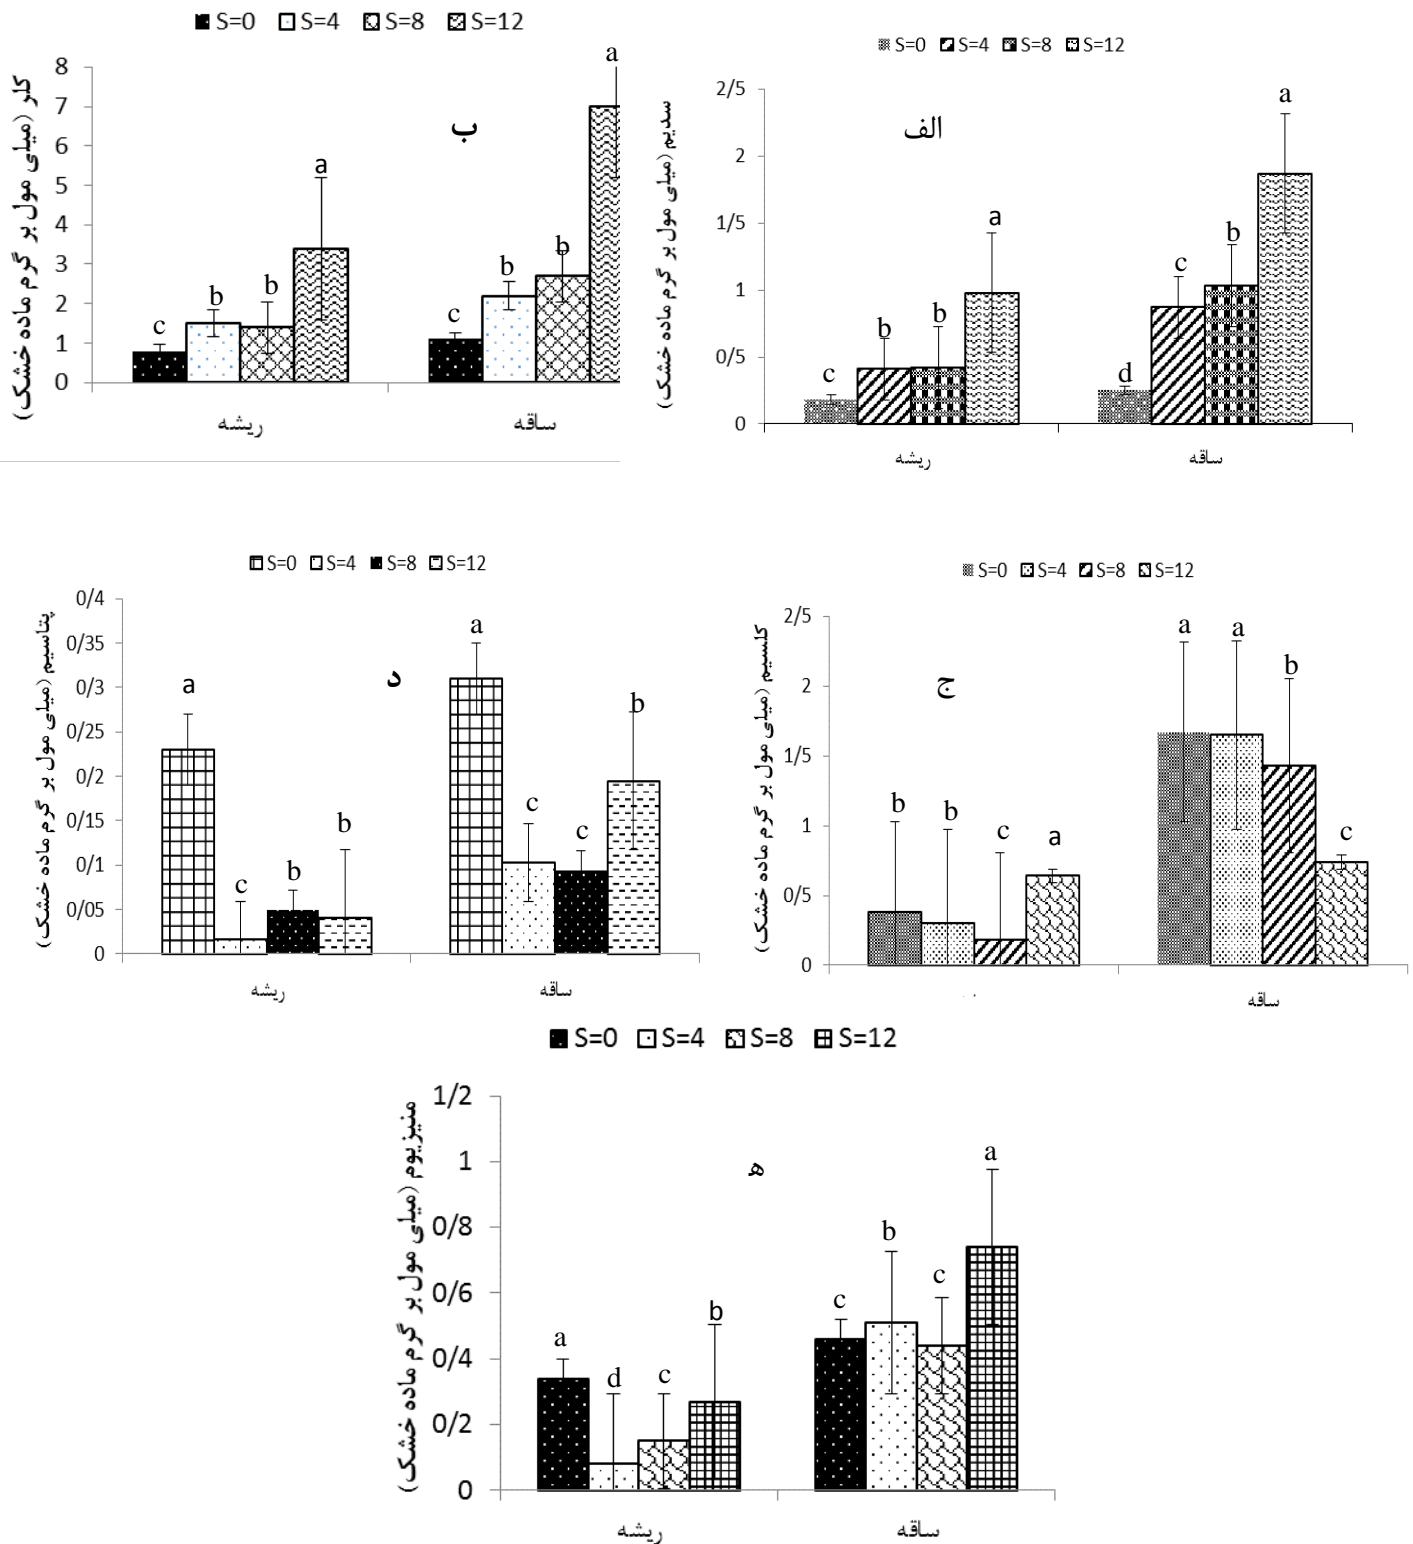 S=0 S=4 S=8 S=12
کلر (میلی مول بر گرم ماده خشک)
8
7
6
5
4
3
2
1
0
ب
c b b a
c b b a
ریشه ساقه
S=0 S=4 S=8 S=12
سدیم (میلی مول بر گرم ماده خشک)
2/5
2
1/5
1
0/5
0
الف
c b b a
d c b a
ریشه ساقه
S=0 S=4 S=8 S=12
پتاسیم (میلی مول بر گرم ماده خشک)
0/4
0/35
0/3
0/25
0/2
0/15
0/1
0/05
0
د
a c b b
a c c b
ریشه ساقه
S=0 S=4 S=8 S=12
کلسیم (میلی مول بر گرم ماده خشک)
2/5
2
1/5
1
0/5
0
ج
b b c a
a a b c
ساقه
S=0 S=4 S=8 S=12
منیزیوم (میلی مول بر گرم ماده خشک)
1/2
1
0/8
0/6
0/4
0/2
0
ه
a d c b
c b c a
ریشه ساقه